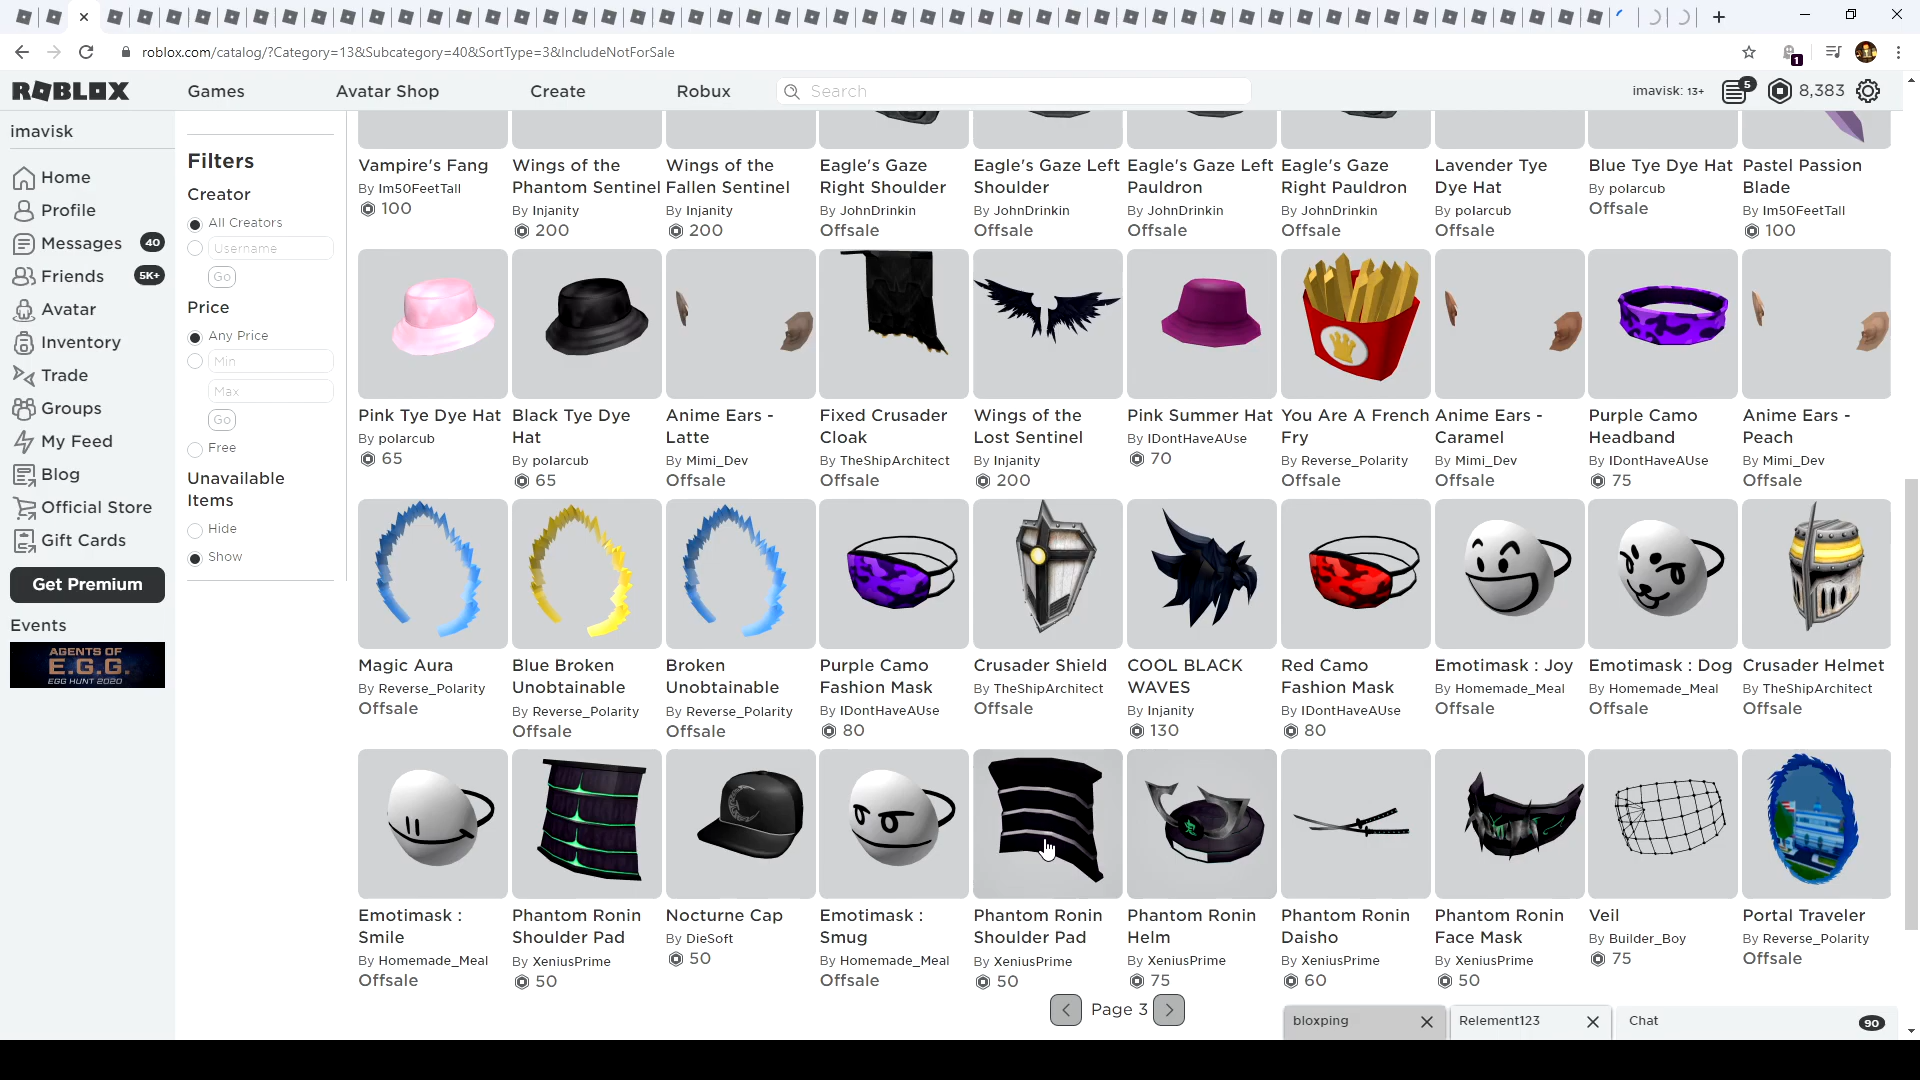 roblox.com/catalog/?Category=13&Subcategory=40&SortType=3&IncludeNotForSale
1
ROBLOX
Games
Avatar Shop
Create
Robux
Search
imavisk: 13+
5
8,383
imavisk
Home
Profile
Messages 40
Friends 5K+
Avatar
Inventory
Trade
Groups
My Feed
Blog
Official Store
Gift Cards
Get Premium
Events
AGENTS OF
E.G.G.
EGG HUNT 2020
Filters
Creator
All Creators
Username
Go
Price
Any Price
Min
Max
Go
Free
Unavailable
Items
Hide
Show
Vampire's Fang
By Im50FeetTall
100
Wings of the
Phantom Sentinel
By Injanity
200
Wings of the
Fallen Sentinel
By Injanity
200
Eagle's Gaze
Right Shoulder
By JohnDrinkin
Offsale
Eagle's Gaze Left
Shoulder
By JohnDrinkin
Offsale
Eagle's Gaze Left
Pauldron
By JohnDrinkin
Offsale
Eagle's Gaze
Right Pauldron
By JohnDrinkin
Offsale
Lavender Tye
Dye Hat
By polarcub
Offsale
Blue Tye Dye Hat
By polarcub
Offsale
Pastel Passion
Blade
By Im50FeetTall
100
Pink Tye Dye Hat
By polarcub
65
Black Tye Dye
Hat
By polarcub
65
Anime Ears -
Latte
By Mimi_Dev
Offsale
Fixed Crusader
Cloak
By TheShipArchitect
Offsale
Wings of the
Lost Sentinel
By Injanity
200
Pink Summer Hat
By IDontHaveAUse
70
You Are A French
Fry
By Reverse_Polarity
Offsale
Anime Ears -
Caramel
By Mimi_Dev
Offsale
Purple Camo
Headband
By IDontHaveAUse
75
Anime Ears -
Peach
By Mimi_Dev
Offsale
Magic Aura
By Reverse_Polarity
Offsale
Blue Broken
Unobtainable
By Reverse_Polarity
Offsale
Broken
Unobtainable
By Reverse_Polarity
Offsale
Purple Camo
Fashion Mask
By IDontHaveAUse
80
Crusader Shield
By TheShipArchitect
Offsale
COOL BLACK
WAVES
By Injanity
130
Red Camo
Fashion Mask
By IDontHaveAUse
80
Emotimask : Joy
By Homemade_Meal
Offsale
Emotimask : Dog
By Homemade_Meal
Offsale
Crusader Helmet
By TheShipArchitect
Offsale
Emotimask :
Smile
By Homemade_Meal
Offsale
Phantom Ronin
Shoulder Pad
By XeniusPrime
50
Nocturne Cap
By DieSoft
50
Emotimask :
Smug
By Homemade_Meal
Offsale
Phantom Ronin
Shoulder Pad
By XeniusPrime
50
Phantom Ronin
Helm
By XeniusPrime
75
Phantom Ronin
Daisho
By XeniusPrime
60
Phantom Ronin
Face Mask
By XeniusPrime
50
Veil
By Builder_Boy
75
Portal Traveler
By Reverse_Polarity
Offsale
Page 3
bloxping
Relement123
Chat
90